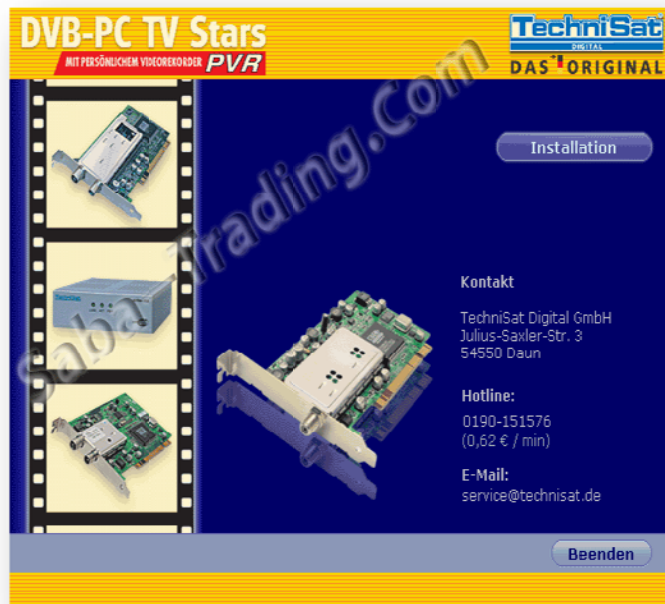 DVB-PC TV Stars
MIT PERSÖNLICHEM VIDEOREKORDER PVR
TechniSat
DIGITAL
DAS ORIGINAL
Installation
Saba-Trading.Com
TechniSat
Kontakt
TechniSat Digital GmbH
Julius-Saxler-Str. 3
54550 Daun
Hotline:
0190-151576
(0,62 € / min)
E-Mail:
service@technisat.de
Beenden